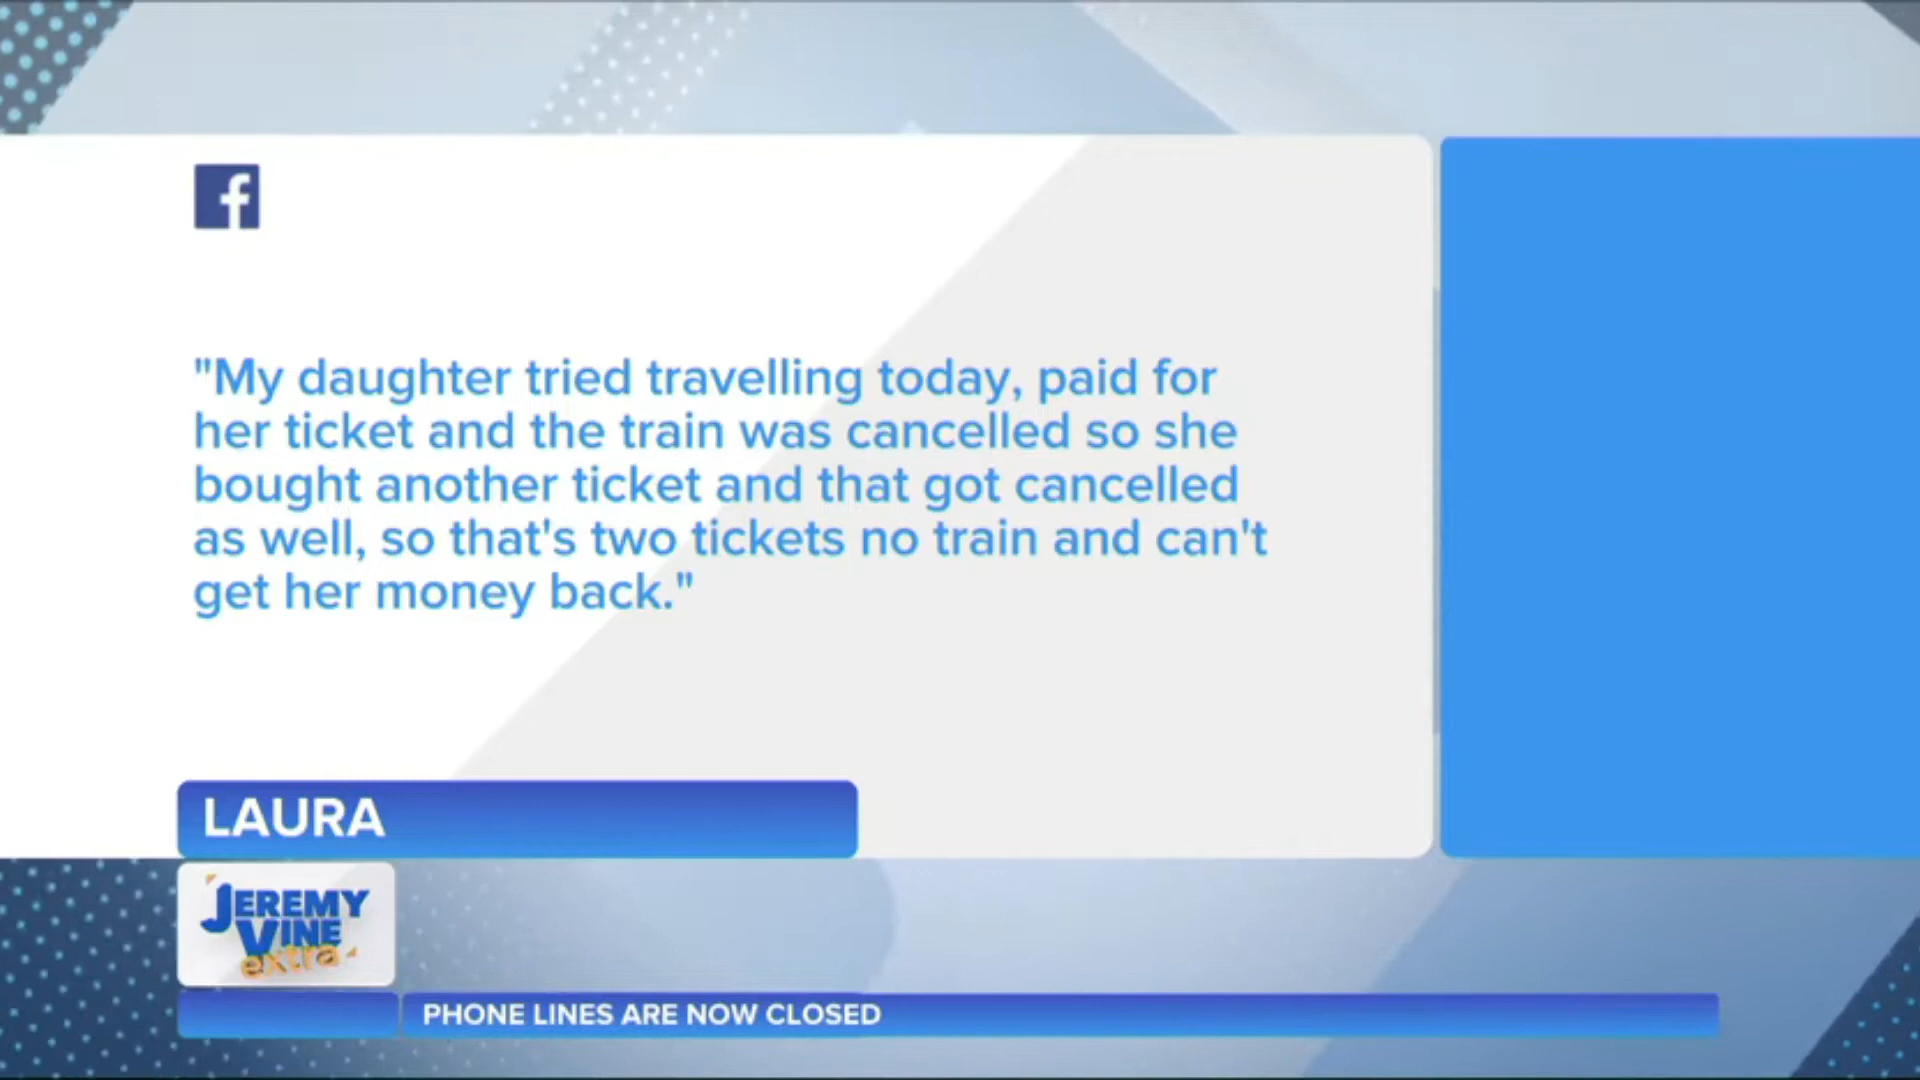 "My daughter tried travelling today, paid for
her ticket and the train was cancelled so she
bought another ticket and that got cancelled
as well, so that's two tickets no train and can't
get her money back."
LAURA
JEREMY
VINE
extra
PHONE LINES ARE NOW CLOSED